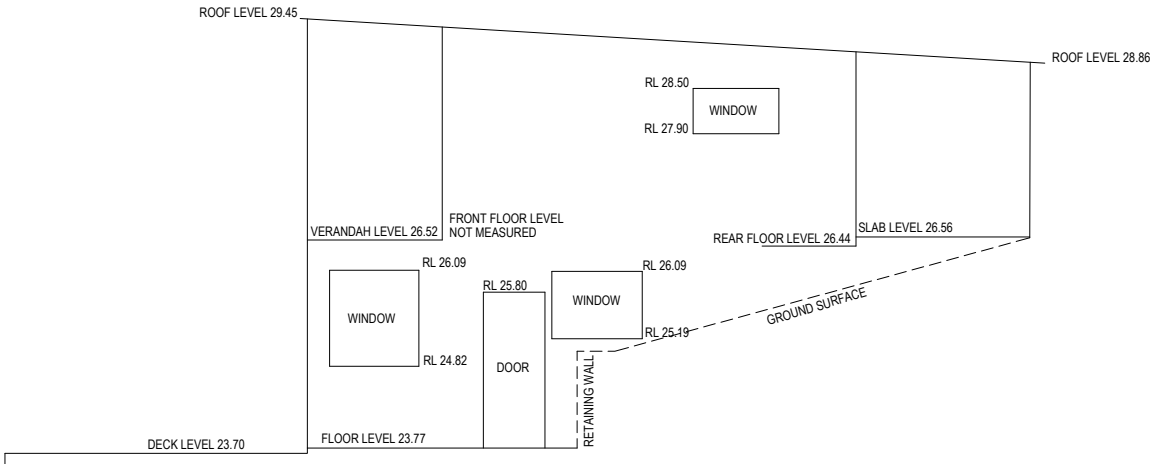 ROOF LEVEL 29.45
ROOF LEVEL 28.86
RL 28.50
WINDOW
RL 27.90
VERANDAH LEVEL 26.52
FRONT FLOOR LEVEL
NOT MEASURED
REAR FLOOR LEVEL 26.44
SLAB LEVEL 26.56
RL 26.09
WINDOW
RL 24.82
RL 25.80
DOOR
RL 26.09
WINDOW
RL 25.19
GROUND SURFACE
RETAINING WALL
DECK LEVEL 23.70
FLOOR LEVEL 23.77